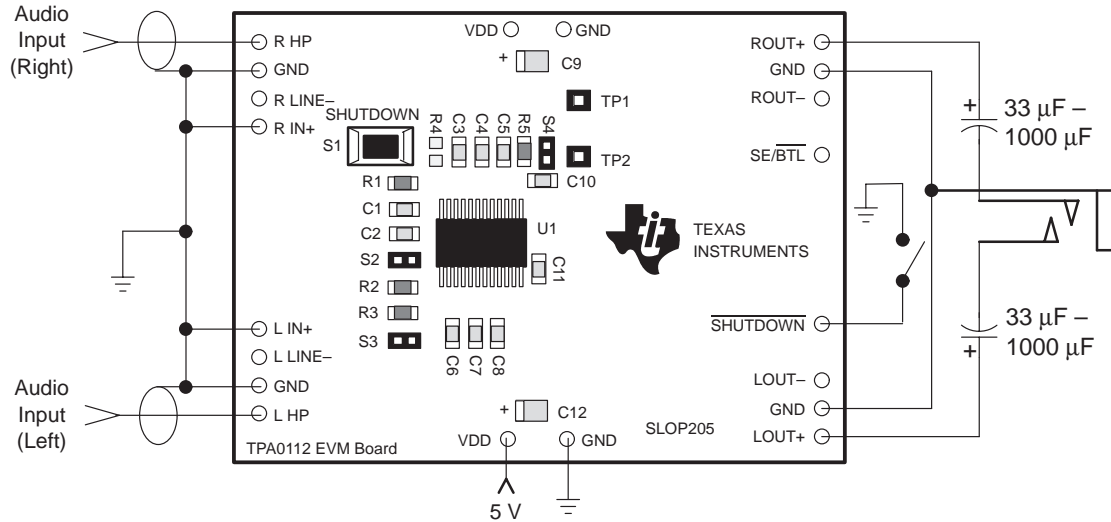 Audio
Input
(Right)
R HP
GND
R LINE–
R IN+
VDD
GND
+
C9
TP1
TP2
SHUTDOWN
S1
R4
C3
C4
C5
R5
S4
C10
R1
C1
C2
S2
R2
R3
S3
U1
C11
C6
C7
C8
TEXAS
INSTRUMENTS
ROUT+
GND
ROUT–
SE/BTL
SHUTDOWN
LOUT–
GND
LOUT+
+
33 µF –
1000 µF
33 µF –
1000 µF
+
L IN+
L LINE–
GND
L HP
Audio
Input
(Left)
+
C12
VDD
GND
SLOP205
TPA0112 EVM Board
5 V